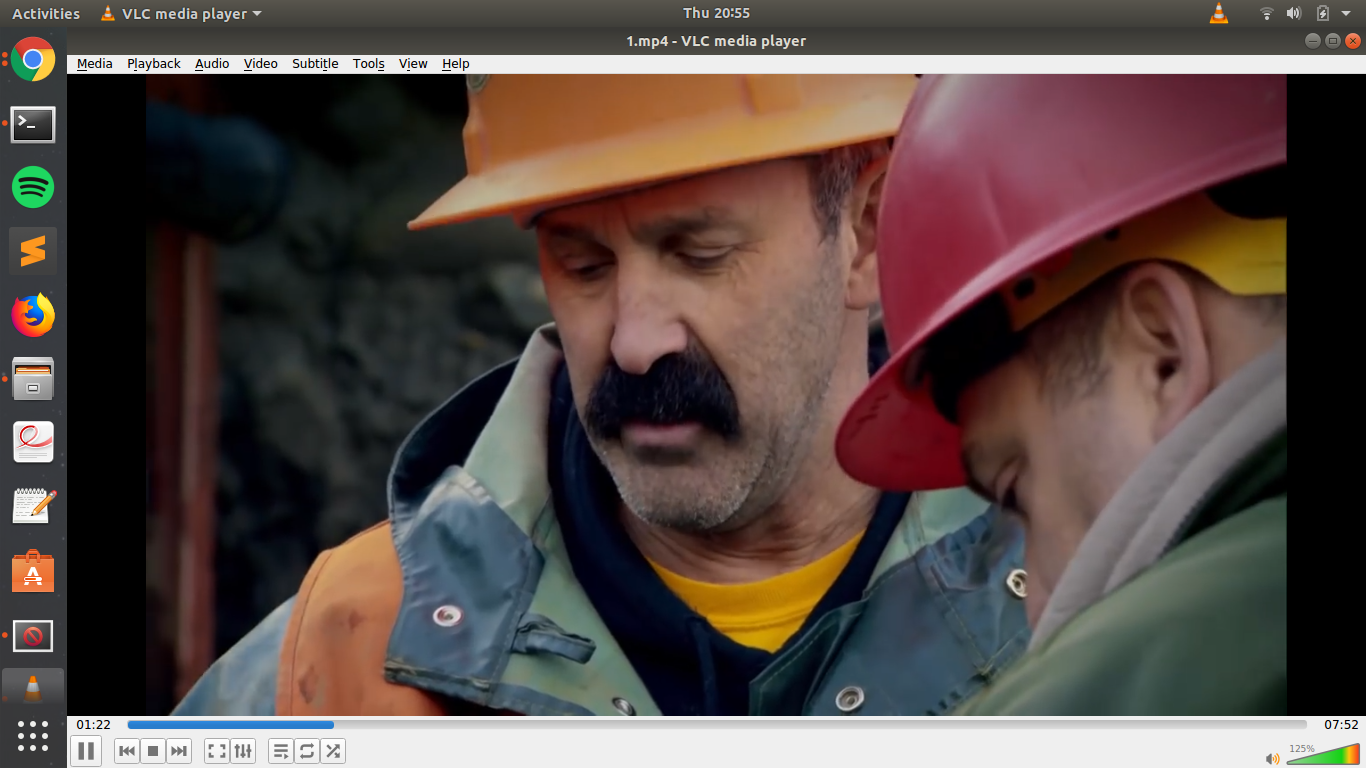 Activities VLC media player Thu 20:55
1.mp4 - VLC media player
Media Playback Audio Video Subtitle Tools View Help
01:22 07:52
125%